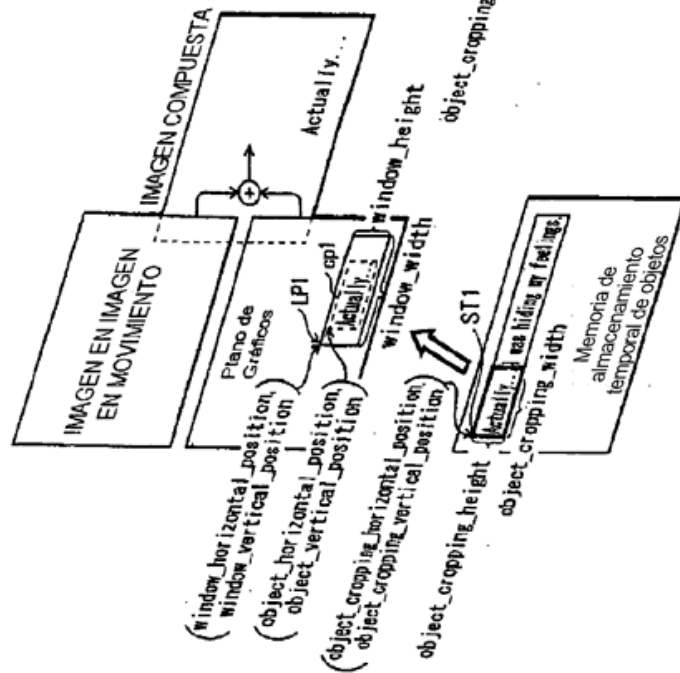 IMAGEN COMPUESTA
Actually...
IMAGEN EN IMAGEN
EN MOVIMIENTO
Plano de
Gráficos
LP1
cp1
Actually...
window_height
window_width
(window_horizontal_position,
window_vertical_position)
(object_horizontal_position,
object_vertical_position)
(object_cropping_horizontal_position,
object_cropping_vertical_position)
ST1
Actually... was hiding my feelings.
object_cropping_height
object_cropping_width
Memoria de
almacenamiento
temporal de objetos
object_cropping